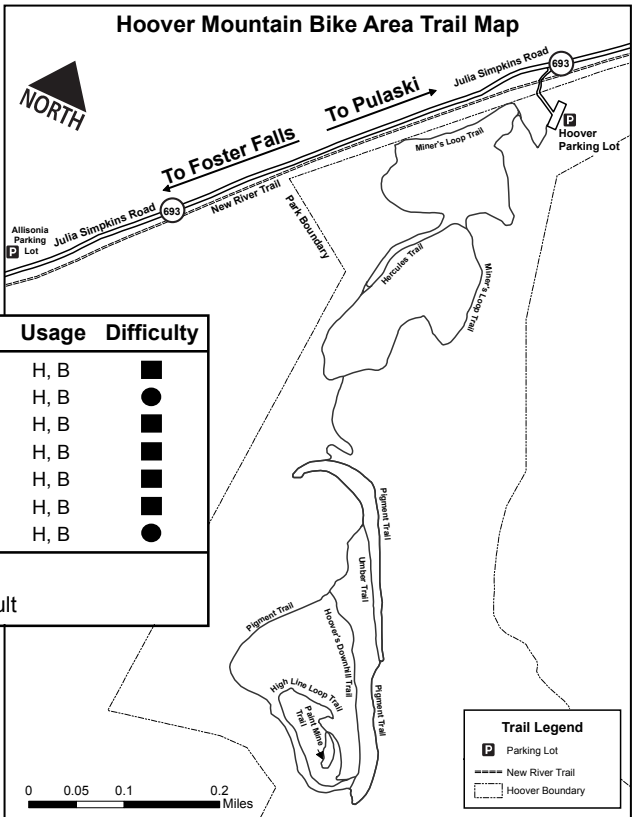 Hoover Mountain Bike Area Trail Map
NORTH
693
Julia Simpkins Road
To Pulaski
Hoover
Parking Lot
P
Miner's Loop Trail
To Foster Falls
New River Trail
693
Julia Simpkins Road
Allisonia
Parking
Lot
P
Park Boundary
Hercules Trail
Miner's Loop Trail
Usage Difficulty
H, B
H, B
H, B
H, B
H, B
H, B
H, B
ult
Pigment Trail
Umber Trail
Pigment Trail
Hoover's Downhill Trail
High Line Loop Trail
Paint Mine
Trail
Pigment Trail
Trail Legend
P Parking Lot
New River Trail
Hoover Boundary
0 0.05 0.1 0.2
Miles